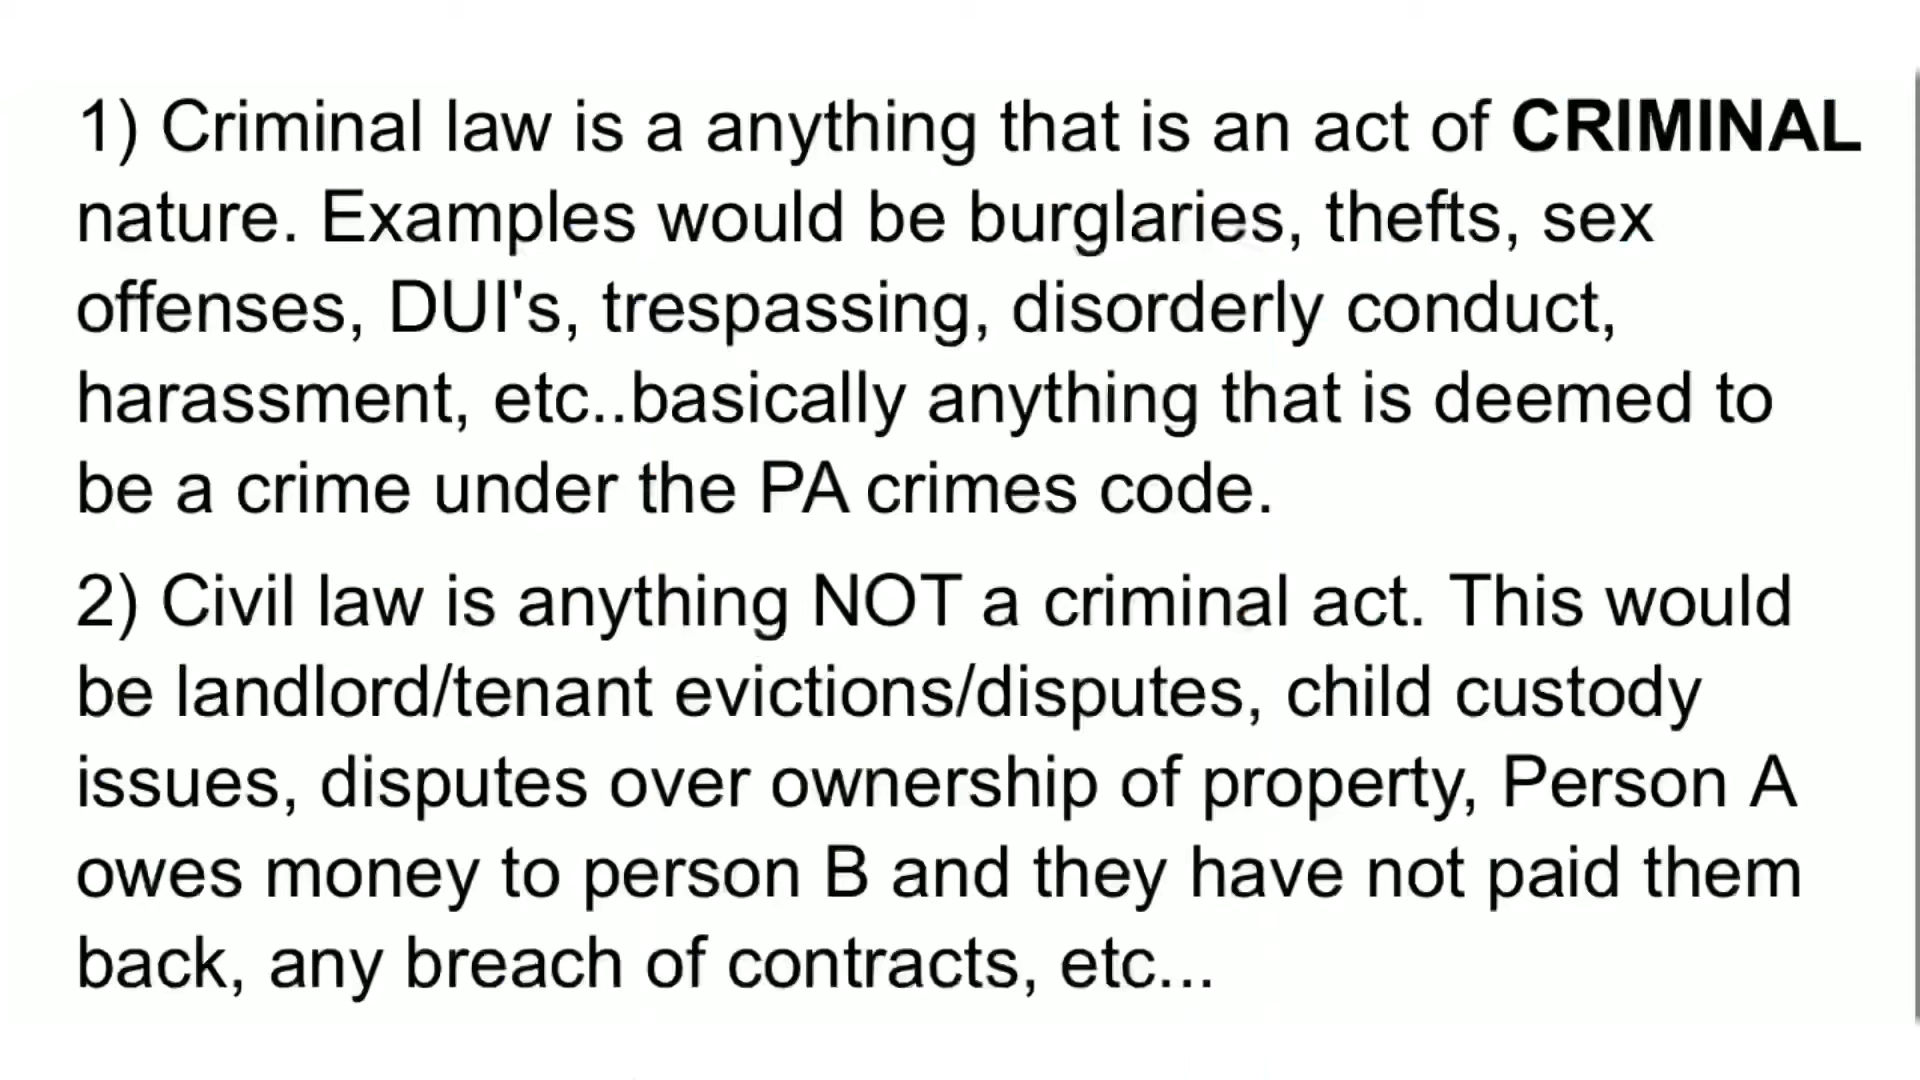 1) Criminal law is a anything that is an act of CRIMINAL
nature. Examples would be burglaries, thefts, sex
offenses, DUI's, trespassing, disorderly conduct,
harassment, etc..basically anything that is deemed to
be a crime under the PA crimes code.
2) Civil law is anything NOT a criminal act. This would
be landlord/tenant evictions/disputes, child custody
issues, disputes over ownership of property, Person A
owes money to person B and they have not paid them
back, any breach of contracts, etc...